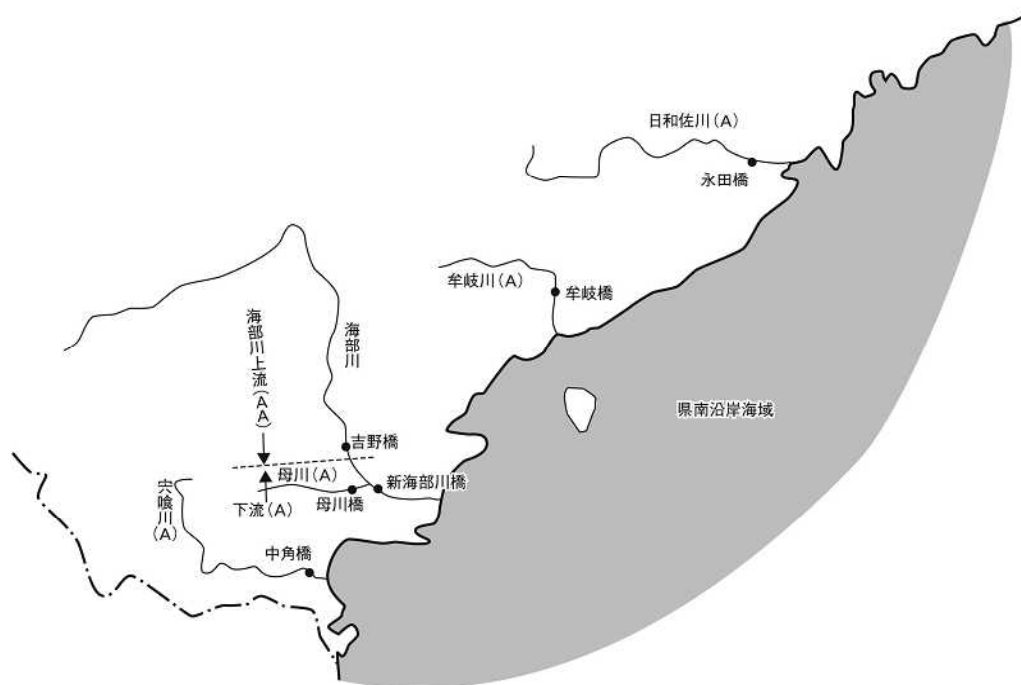 日和佐川(A)
永田橋
牟岐川(A)
牟岐橋
海部川上流(AA)
海部川
県南沿岸海域
吉野橋
母川(A)
新海部川橋
宍喰川(A)
下流(A)
母川橋
中角橋